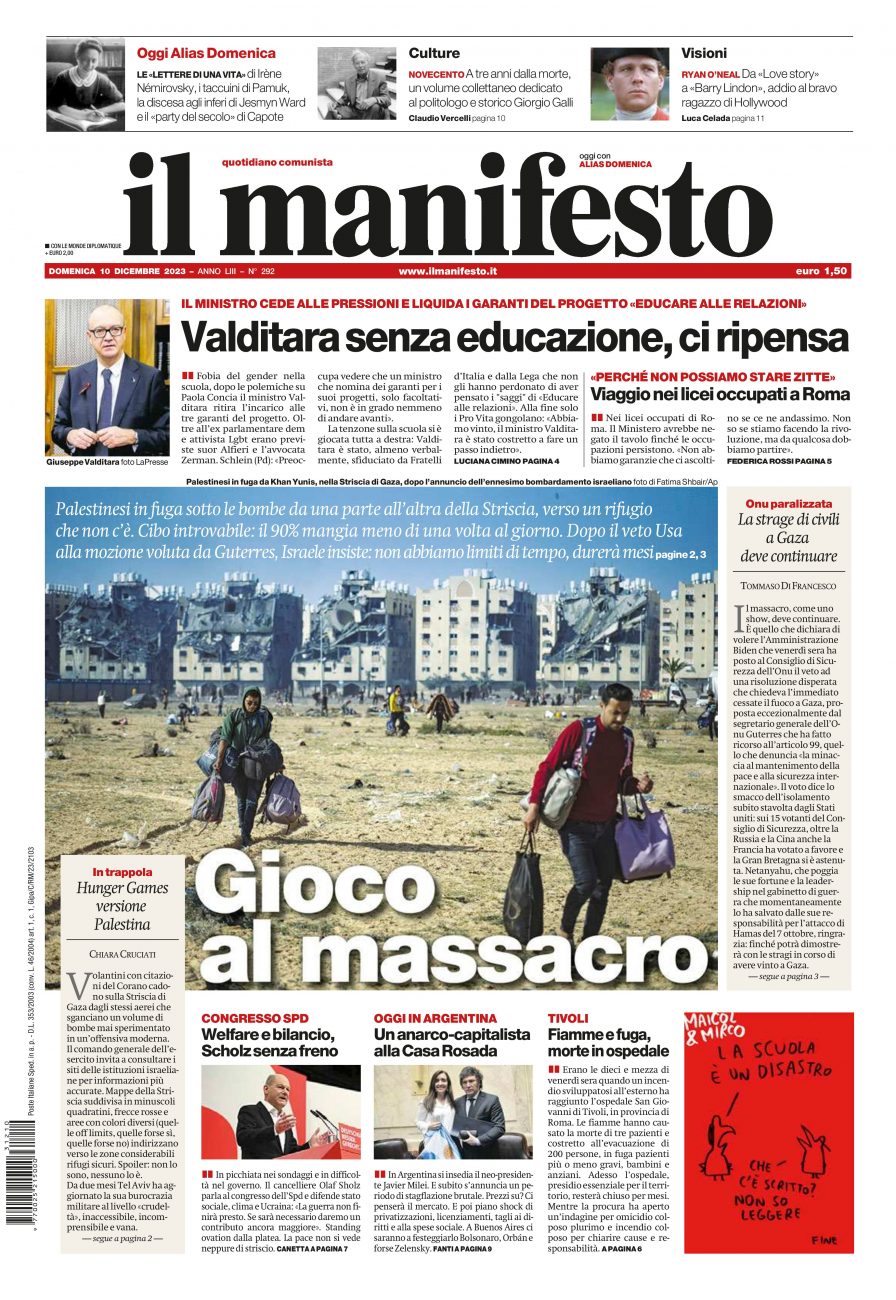 Oggi Alias Domenica
LE «LETTERE DI UNA VITA» di Irène
Némirovsky, i taccuini di Pamuk,
la discesa agli inferi di Jesmyn Ward
e il «party del secolo» di Capote
Culture
NOVECENTO A tre anni dalla morte,
un volume collettaneo dedicato
al politologo e storico Giorgio Galli
Claudio Vercelli pagina 10
Visioni
RYAN O'NEAL Da «Love story»
a «Barry Lindon», addio al bravo
ragazzo di Hollywood
Luca Celada pagina 11
quotidiano comunista
oggi con
ALIAS DOMENICA
il manifesto
CON LE MONDE DIPLOMATIQUE
+ EURO 2,00
DOMENICA 10 DICEMBRE 2023 – ANNO LIII – N° 292
www.ilmanifesto.it
euro 1,50
IL MINISTRO CEDE ALLE PRESSIONI E LIQUIDA I GARANTI DEL PROGETTO «EDUCARE ALLE RELAZIONI»
Valditara senza educazione, ci ripensa
Giuseppe Valditara foto LaPresse
Fobia del gender nella
scuola, dopo le polemiche su
Paola Concia il ministro Val-
ditara ritira l'incarico alle
tre garanti del progetto. Ol-
tre all'ex parlamentare dem
e attivista Lgbt erano previ-
ste suor Alfieri e l'avvocata
Zerman. Schlein (Pd): «Preoc-
cupa vedere che un ministro
che nomina dei garanti per i
suoi progetti, solo facoltati-
vi, non è in grado nemmeno
di andare avanti».
La tenzone sulla scuola si è
giocata tutta a destra: Valdi-
tara è stato, almeno verbal-
mente, sfiduciato da Fratelli
d'Italia e dalla Lega che non
gli hanno perdonato di aver
pensato i "saggi" di «Educare
alle relazioni». Alla fine solo
i Pro Vita gongolano: «Abbia-
mo vinto, il ministro Valdita-
ra è stato costretto a fare un
passo indietro».
LUCIANA CIMINO PAGINA 4
«PERCHÉ NON POSSIAMO STARE ZITTE»
Viaggio nei licei occupati a Roma
Nei licei occupati di Ro-
ma. Il Ministero avrebbe ne-
gato il tavolo finché le occu-
pazioni persistono. «Non ab-
biamo garanzie che ci ascolti-
no se ce ne andassimo. Non
so se stiamo facendo la rivo-
luzione, ma da qualcosa dob-
biamo partire».
FEDERICA ROSSI PAGINA 5
Palestinesi in fuga da Khan Yunis, nella Striscia di Gaza, dopo l'annuncio dell'ennesimo bombardamento israeliano foto di Fatima Shbair/Ap
Palestinesi in fuga sotto le bombe da una parte all'altra della Striscia, verso un rifugio
che non c'è. Cibo introvabile: il 90% mangia meno di una volta al giorno. Dopo il veto Usa
alla mozione voluta da Guterres, Israele insiste: non abbiamo limiti di tempo, durerà mesi pagine 2, 3
Gioco
al massacro
Onu paralizzata
La strage di civili
a Gaza
deve continuare
TOMMASO DI FRANCESCO
Il massacro, come uno
show, deve continuare.
È quello che dichiara di
volere l'Amministrazione
Biden che venerdì sera ha
posto al Consiglio di Sicu-
rezza dell'Onu il veto ad
una risoluzione disperata
che chiedeva l'immediato
cessate il fuoco a Gaza, pro-
posta eccezionalmente dal
segretario generale dell'O-
nu Guterres che ha fatto
ricorso all'articolo 99, quel-
lo che denuncia «la minac-
cia al mantenimento della
pace e alla sicurezza inter-
nazionale». Il voto dice lo
smacco dell'isolamento
subito stavolta dagli Stati
uniti: sui 15 votanti del Con-
siglio di Sicurezza, oltre la
Russia e la Cina anche la
Francia ha votato a favore e
la Gran Bretagna si è astenu-
ta. Netanyahu, che poggia
le sue fortune e la leader-
ship nel gabinetto di guer-
ra che momentaneamente
lo ha salvato dalle sue re-
sponsabilità per l'attacco di
Hamas del 7 ottobre, ringra-
zia: finché potrà dimostre-
rà con le stragi in corso di
avere vinto a Gaza.
— segue a pagina 3 —
In trappola
Hunger Games
versione
Palestina
CHIARA CRUCIATI
Volantini con citazio-
ni del Corano cado-
no sulla Striscia di
Gaza dagli stessi aerei che
sganciano un volume di
bombe mai sperimentato
in un'offensiva moderna.
Il comando generale dell'e-
sercito invita a consultare i
siti delle istituzioni israelia-
ne per informazioni più
accurate. Mappe della Stri-
scia suddivisa in minuscoli
quadratini, frecce rosse e
aree con colori diversi (quel-
le off limits, quelle forse sì,
quelle forse no) indirizzano
verso le zone considerabili
rifugi sicuri. Spoiler: non lo
sono, nessuno lo è.
Da due mesi Tel Aviv ha ag-
giornato la sua burocrazia
militare al livello «crudel-
tà», inaccessibile, incom-
prensibile e vana.
— segue a pagina 2 —
CONGRESSO SPD
Welfare e bilancio,
Scholz senza freno
In picchiata nei sondaggi e in difficol-
tà nel governo. Il cancelliere Olaf Sholz
parla al congresso dell'Spd e difende stato
sociale, clima e Ucraina: «La guerra non fi-
nirà presto. Se sarà necessario daremo un
contributo ancora maggiore». Standing
ovation dalla platea. La pace non si vede
neppure di striscio. CANETTA A PAGINA 7
OGGI IN ARGENTINA
Un anarco-capitalista
alla Casa Rosada
In Argentina si insedia il neo-presiden-
te Javier Milei. E subito s'annuncia un pe-
riodo di stagflazione brutale. Prezzi su? Ci
penserà il mercato. E poi piano shock di
privatizzazioni, licenziamenti, tagli ai di-
ritti e alla spese sociale. A Buenos Aires ci
saranno a festeggiarlo Bolsonaro, Orbán e
forse Zelensky. FANTI A PAGINA 9
TIVOLI
Fiamme e fuga,
morte in ospedale
Erano le dieci e mezza di
venerdì sera quando un incen-
dio sviluppatosi all'esterno ha
raggiunto l'ospedale San Gio-
vanni di Tivoli, in provincia di
Roma. Le fiamme hanno cau-
sato la morte di tre pazienti e
costretto all'evacuazione di
200 persone, in fuga pazienti
più o meno gravi, bambini e
anziani. Adesso l'ospedale,
presidio essenziale per il terri-
torio, resterà chiuso per mesi.
Mentre la procura ha aperto
un'indagine per omicidio col-
poso plurimo e incendio col-
poso per chiarire cause e re-
sponsabilità. A PAGINA 6
MAICOL
& MIRCO
LA SCUOLA
È UN DISASTRO
CHE
C'È SCRITTO?
NON SO
LEGGERE
FINE
Poste Italiane Sped. in a. p. - D.L. 353/2003 (conv. L. 46/2004) art. 1, c. 1, Gipa/C/RM/23/2103
31210
9 770025 215000